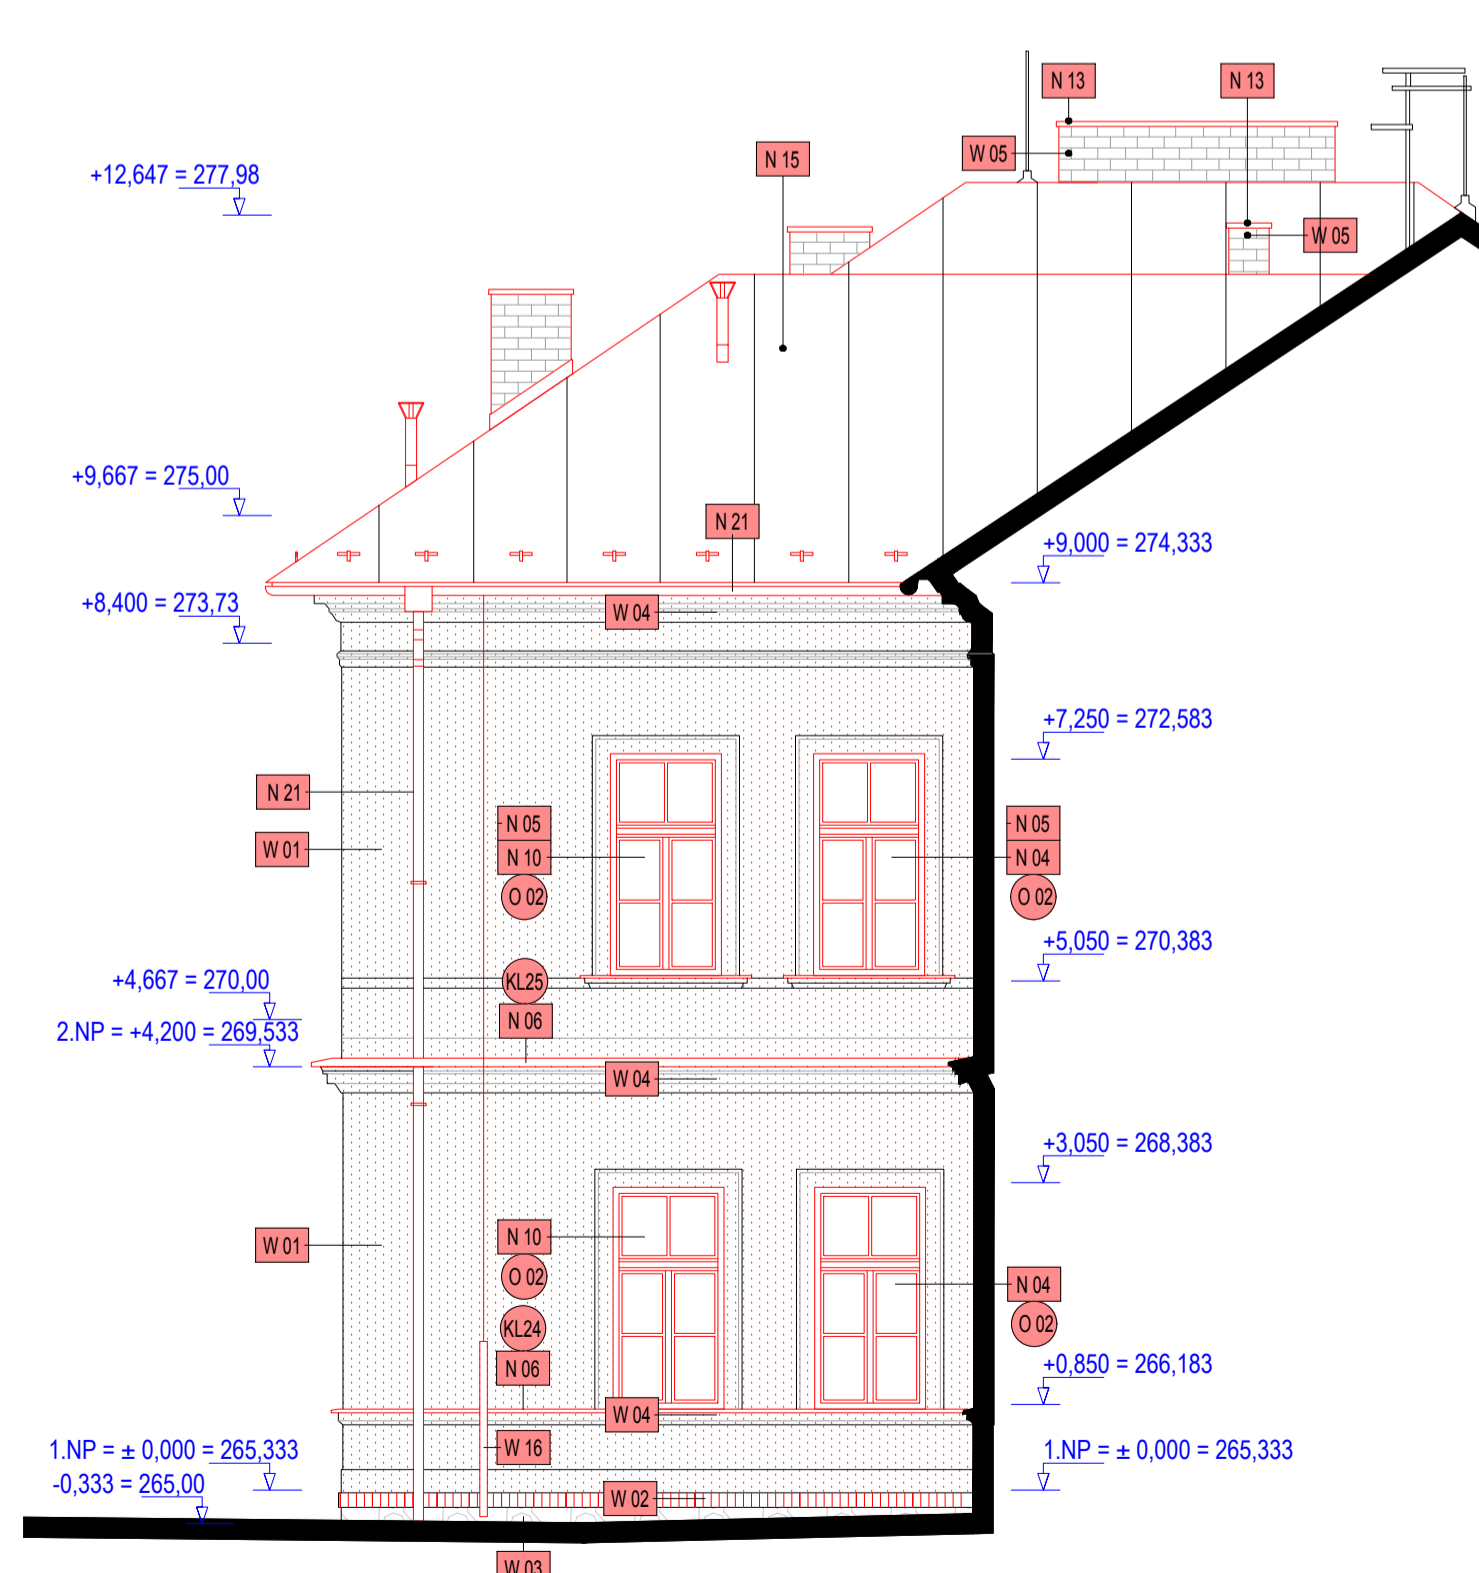 N 13
N 13
N 15
W 05
+12,647 = 277,98
W 05
+9,667 = 275,00
N 21
+9,000 = 274,333
+8,400 = 273,73
W 04
+7,250 = 272,583
N 21
W 01
N 05
N 10
O 02
N 05
N 04
O 02
+5,050 = 270,383
+4,667 = 270,00
KL25
N 06
2.NP = +4,200 = 269,533
W 04
+3,050 = 268,383
W 01
N 10
O 02
KL24
N 06
N 04
O 02
+0,850 = 266,183
W 04
1.NP = ± 0,000 = 265,333
W 16
1.NP = ± 0,000 = 265,333
-0,333 = 265,00
W 02
W 03